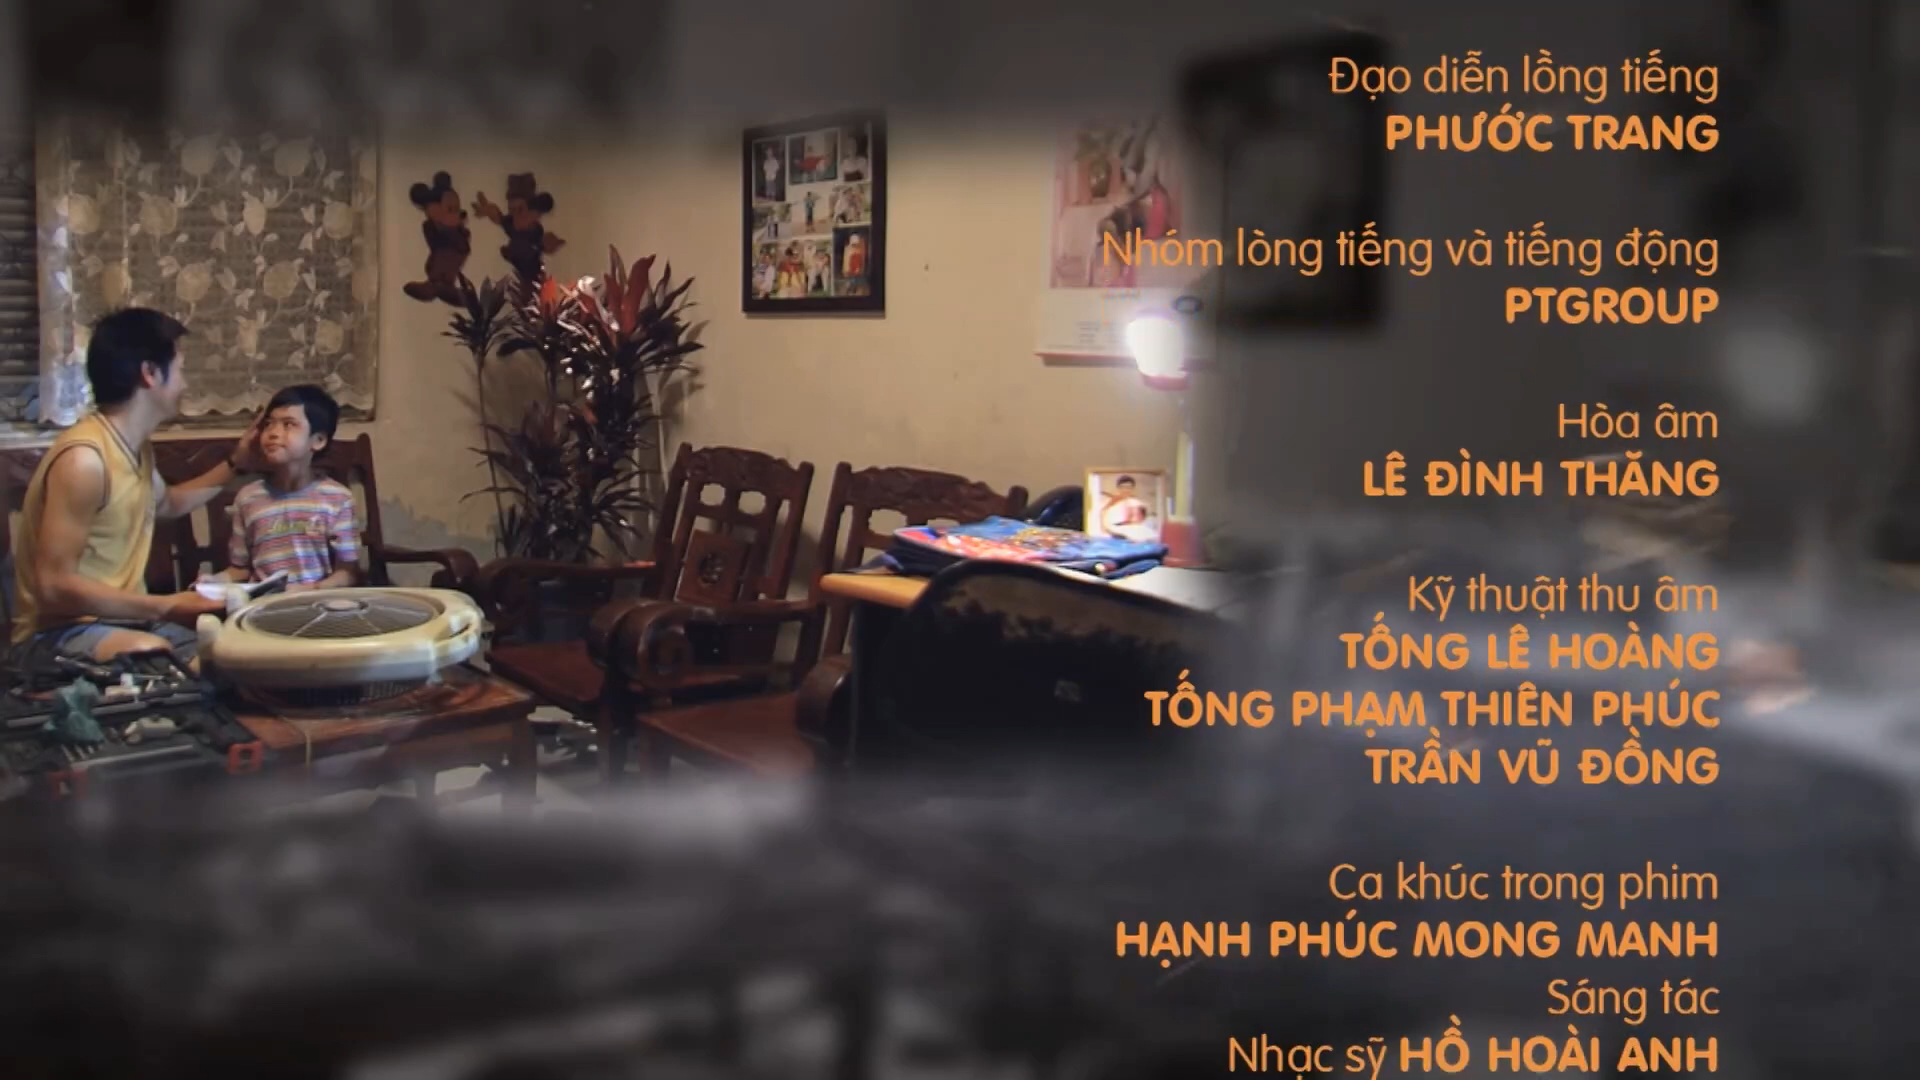 Đạo diễn lồng tiếng
PHƯỚC TRANG
Nhóm lòng tiếng và tiếng động
PTGROUP
Hòa âm
LÊ ĐÌNH THĂNG
Kỹ thuật thu âm
TỐNG LÊ HOÀNG
TỐNG PHẠM THIÊN PHÚC
TRẦN VŨ ĐỒNG
Ca khúc trong phim
HẠNH PHÚC MONG MANH
Sáng tác
Nhạc sỹ HỒ HOÀI ANH